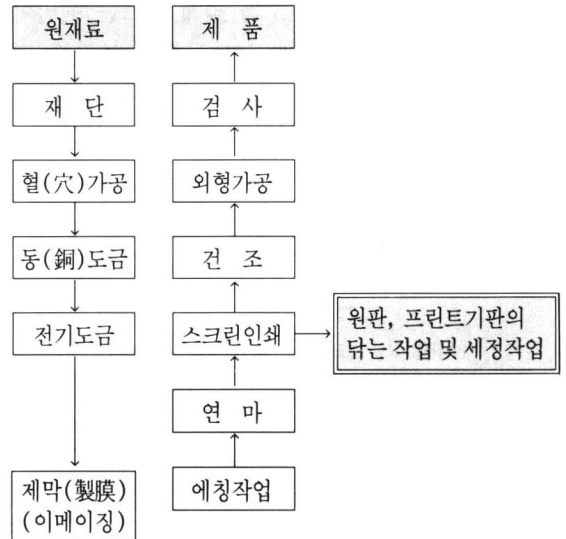 원재료
재 단
혈(穴)가공
동(銅)도금
전기도금
제막(製膜)
(이메이징)
제 품
검 사
외형가공
건 조
스크린인쇄
연 마
에칭작업
원판, 프린트기판의
닦는 작업 및 세정작업